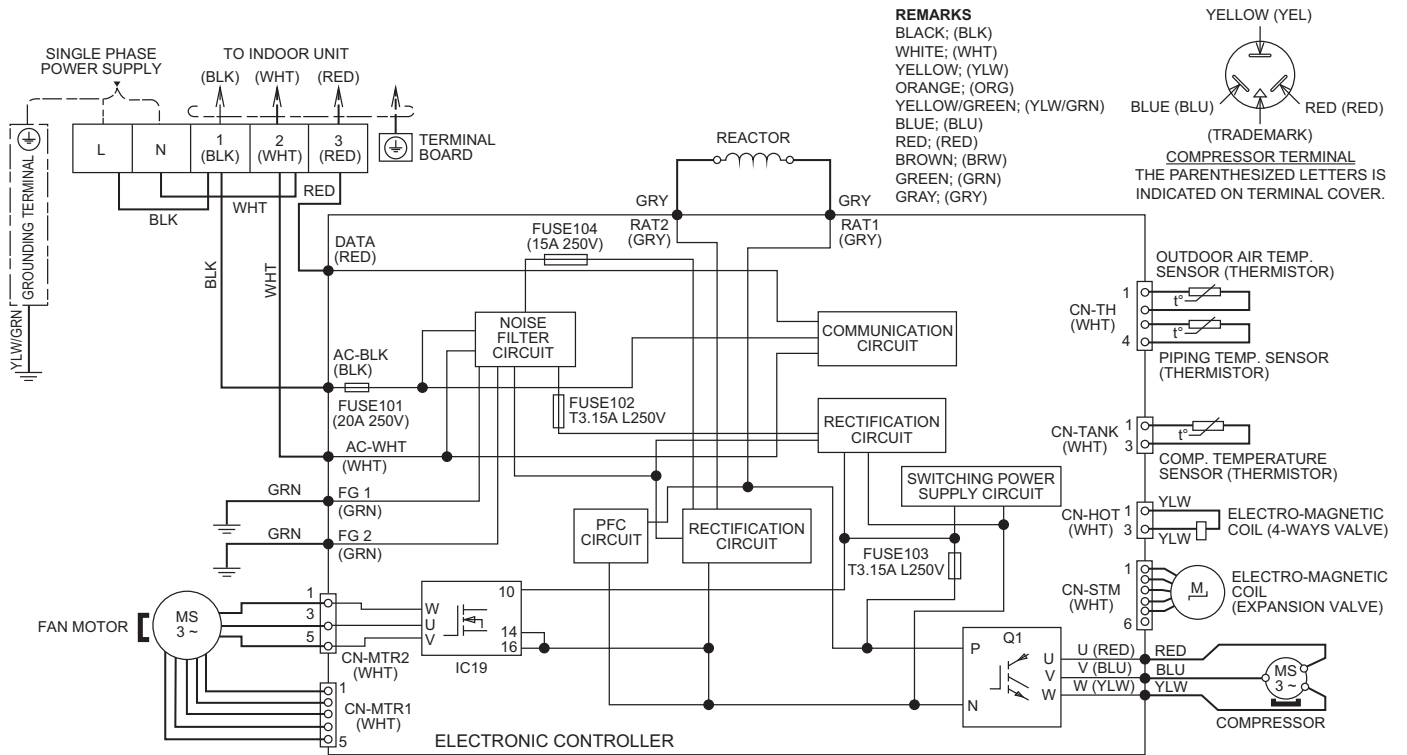 SINGLE PHASE
POWER SUPPLY
TO INDOOR UNIT
(BLK) (WHT) (RED)
GROUNDING TERMINAL
YLW/GRN
L
N
1
(BLK)
2
(WHT)
3
(RED)
TERMINAL
BOARD
BLK
WHT
RED
BLK
WHT
REMARKS
BLACK; (BLK)
WHITE; (WHT)
YELLOW; (YLW)
ORANGE; (ORG)
YELLOW/GREEN; (YLW/GRN)
BLUE; (BLU)
RED; (RED)
BROWN; (BRW)
GREEN; (GRN)
GRAY; (GRY)
YELLOW (YEL)
BLUE (BLU)
RED (RED)
(TRADEMARK)
COMPRESSOR TERMINAL
THE PARENTHESIZED LETTERS IS
INDICATED ON TERMINAL COVER.
REACTOR
GRY
GRY
RAT2
(GRY)
RAT1
(GRY)
DATA
(RED)
FUSE104
(15A 250V)
NOISE
FILTER
CIRCUIT
COMMUNICATION
CIRCUIT
AC-BLK
(BLK)
FUSE101
(20A 250V)
FUSE102
T3.15A L250V
RECTIFICATION
CIRCUIT
AC-WHT
(WHT)
SWITCHING POWER
SUPPLY CIRCUIT
GRN
FG 1
(GRN)
GRN
FG 2
(GRN)
PFC
CIRCUIT
RECTIFICATION
CIRCUIT
FUSE103
T3.15A L250V
FAN MOTOR
MS
3 ~
1
3
5
CN-MTR2
(WHT)
1
CN-MTR1
(WHT)
5
W
U
V
10
14
16
IC19
Q1
P
N
U
V
W
U (RED)
V (BLU)
W (YLW)
RED
BLU
YLW
MS
3 ~
COMPRESSOR
OUTDOOR AIR TEMP.
SENSOR (THERMISTOR)
1
t°
CN-TH
(WHT)
t°
4
PIPING TEMP. SENSOR
(THERMISTOR)
CN-TANK
(WHT)
1
3
t°
COMP. TEMPERATURE
SENSOR (THERMISTOR)
CN-HOT
(WHT)
1
3
YLW
YLW
ELECTRO-MAGNETIC
COIL (4-WAYS VALVE)
1
CN-STM
(WHT)
6
M
ELECTRO-MAGNETIC
COIL
(EXPANSION VALVE)
ELECTRONIC CONTROLLER